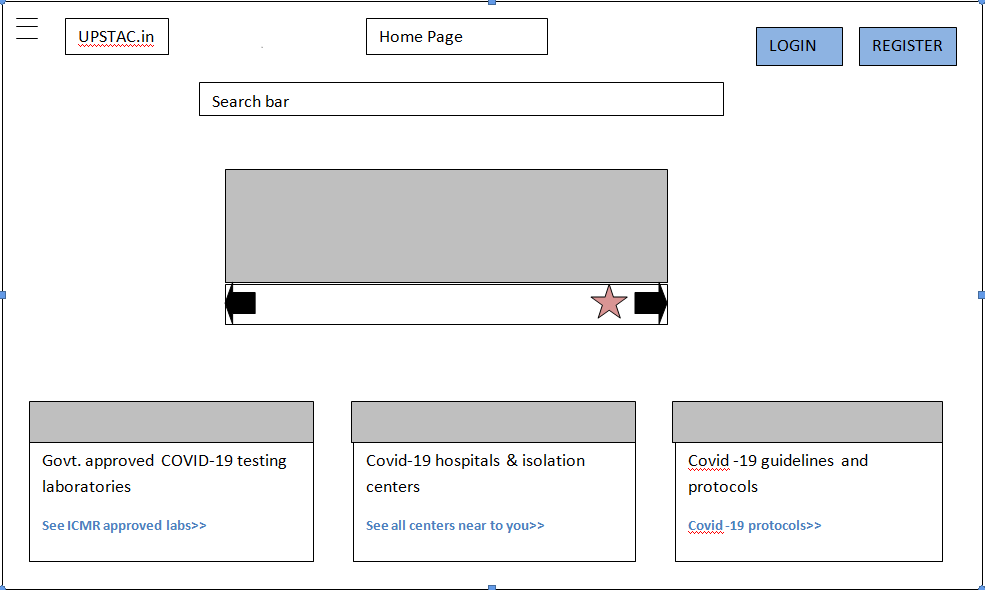 UPSTAC.in
Home Page
LOGIN
REGISTER
Search bar
Govt. approved COVID-19 testing
laboratories
See ICMR approved labs>>
Covid-19 hospitals & isolation
centers
See all centers near to you>>
Covid -19 guidelines and
protocols
Covid -19 protocols>>